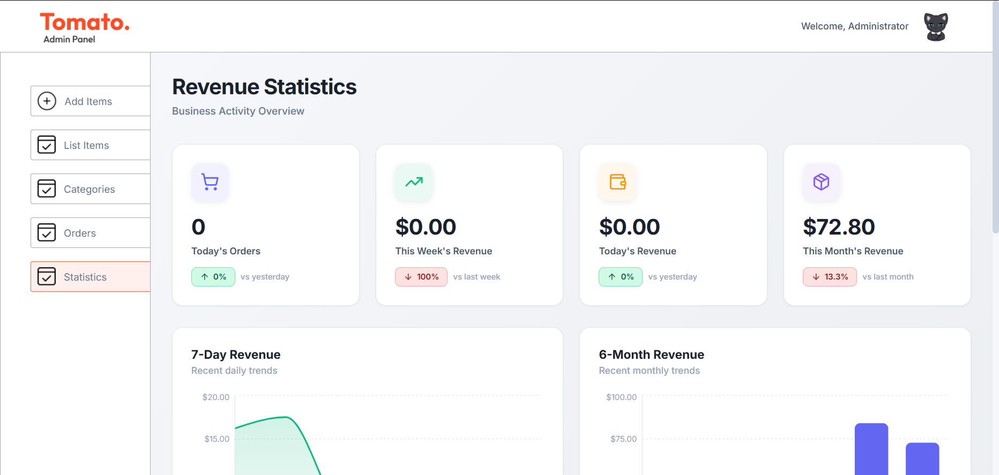 Tomato.
Admin Panel
Welcome, Administrator
Add Items
List Items
Categories
Orders
Statistics
Revenue Statistics
Business Activity Overview
0
Today's Orders
↑ 0% vs yesterday
$0.00
This Week's Revenue
↓ 100% vs last week
$0.00
Today's Revenue
↑ 0% vs yesterday
$72.80
This Month's Revenue
↓ 13.3% vs last month
7-Day Revenue
Recent daily trends
$20.00
$15.00
6-Month Revenue
Recent monthly trends
$100.00
$75.00